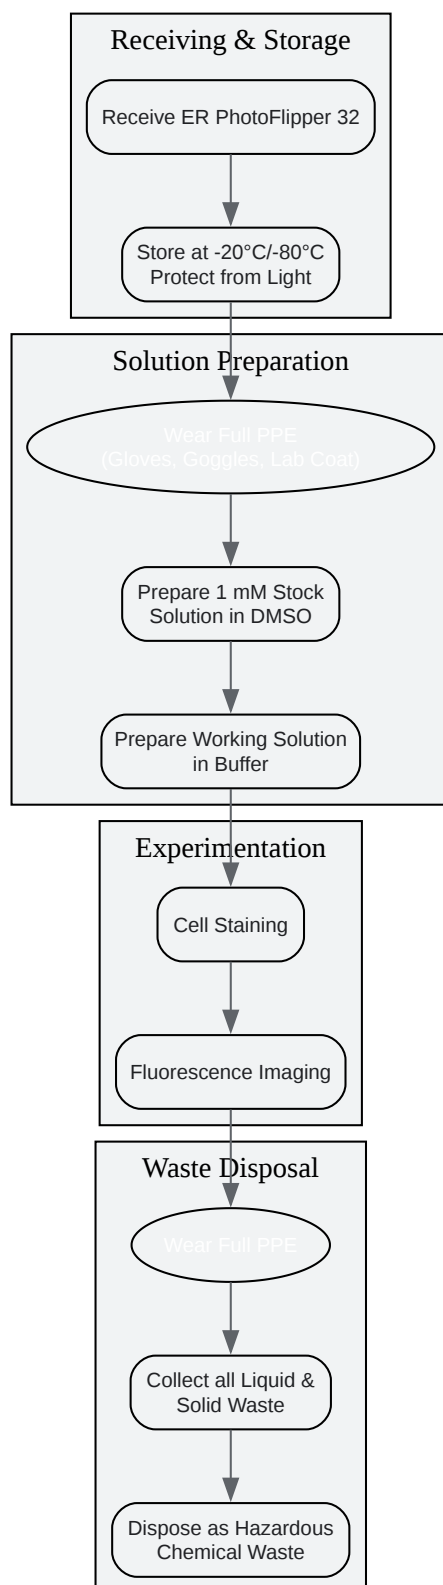 Receiving & Storage
Receive ER PhotoFlipper 32
Store at -20°C/-80°C
Protect from Light
Solution Preparation
Wear Full PPE
(Gloves, Goggles, Lab Coat)
Prepare 1 mM Stock
Solution in DMSO
Prepare Working Solution
in Buffer
Experimentation
Cell Staining
Fluorescence Imaging
Waste Disposal
Wear Full PPE
Collect all Liquid &
Solid Waste
Dispose as Hazardous
Chemical Waste